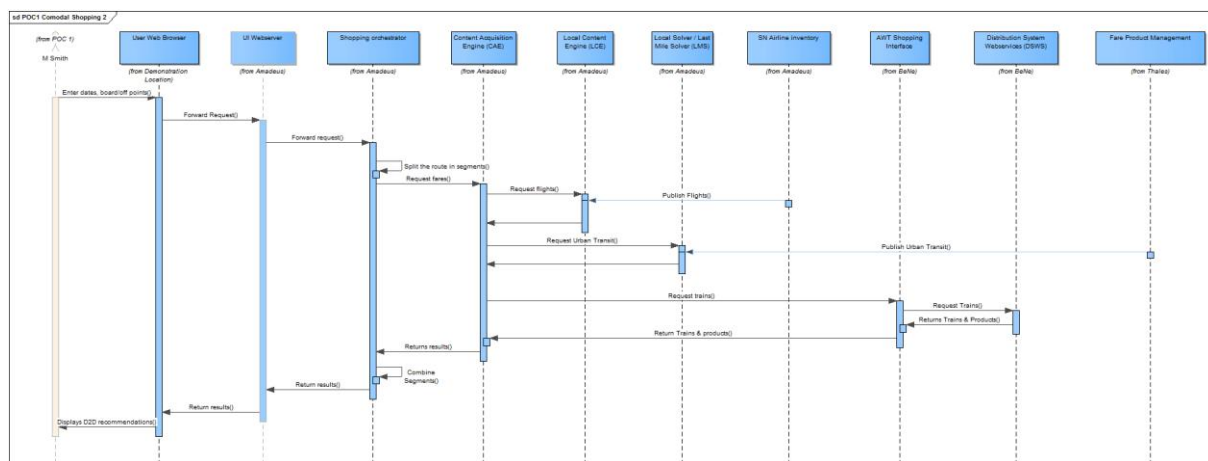 sd POC1 Comodal Shopping 2
(from POC 1)
M Smith
User Web Browser
(from Demonstration
Location)
UI Webserver
(from Amadeus)
Shopping orchestrator
(from Amadeus)
Content Acquisition
Engine (CAE)
(from Amadeus)
Local Content
Engine (LCE)
(from Amadeus)
Local Solver / Last
Mile Solver (LMS)
(from Amadeus)
SN Airline inventory
(from Amadeus)
AWT Shopping
Interface
(from BeNe)
Distribution System
Webservices (DSWS)
(from BeNe)
Fare Product Management
(from Thales)
Enter dates, board/off points()
Forward Request()
Forward request()
Split the route in segments()
Request fares()
Request flights()
Publish Flights()
Request Urban Transit()
Publish Urban Transit()
Request trains()
Request Trains()
Returns Trains & Products()
Return Trains & products()
Returns results()
Combine
Segments()
Return results()
Return results()
Displays D2D recommendations()